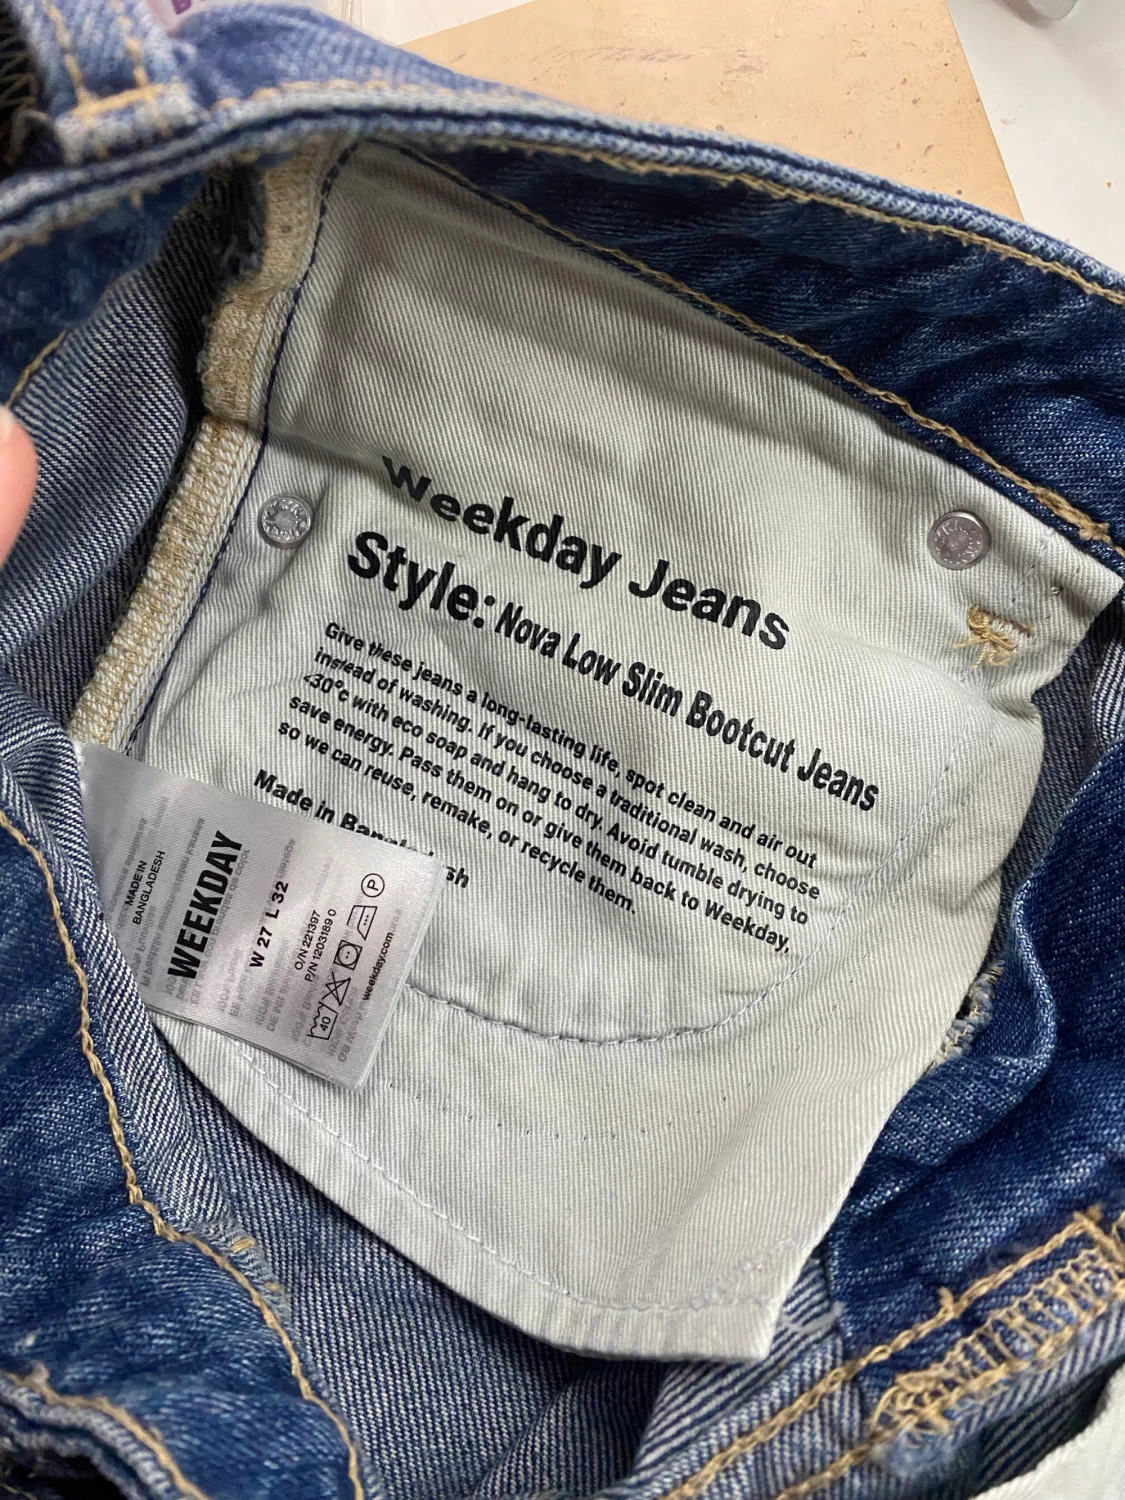 Weekday Jeans
Style: Nova Low Slim Bootcut Jeans
Give these jeans a long-lasting life, spot clean and air out
instead of washing. If you choose a traditional wash, choose
<30°c with eco soap and hang to dry. Avoid tumble drying to
save energy. Pass them on or give them back to Weekday,
so we can reuse, remake, or recycle them.
Made in Bangladesh
MADE IN
BANGLADESH
WEEKDAY
W 27 L 32
O/N 221397
P/N 1203189 0
40 P
weekday.com